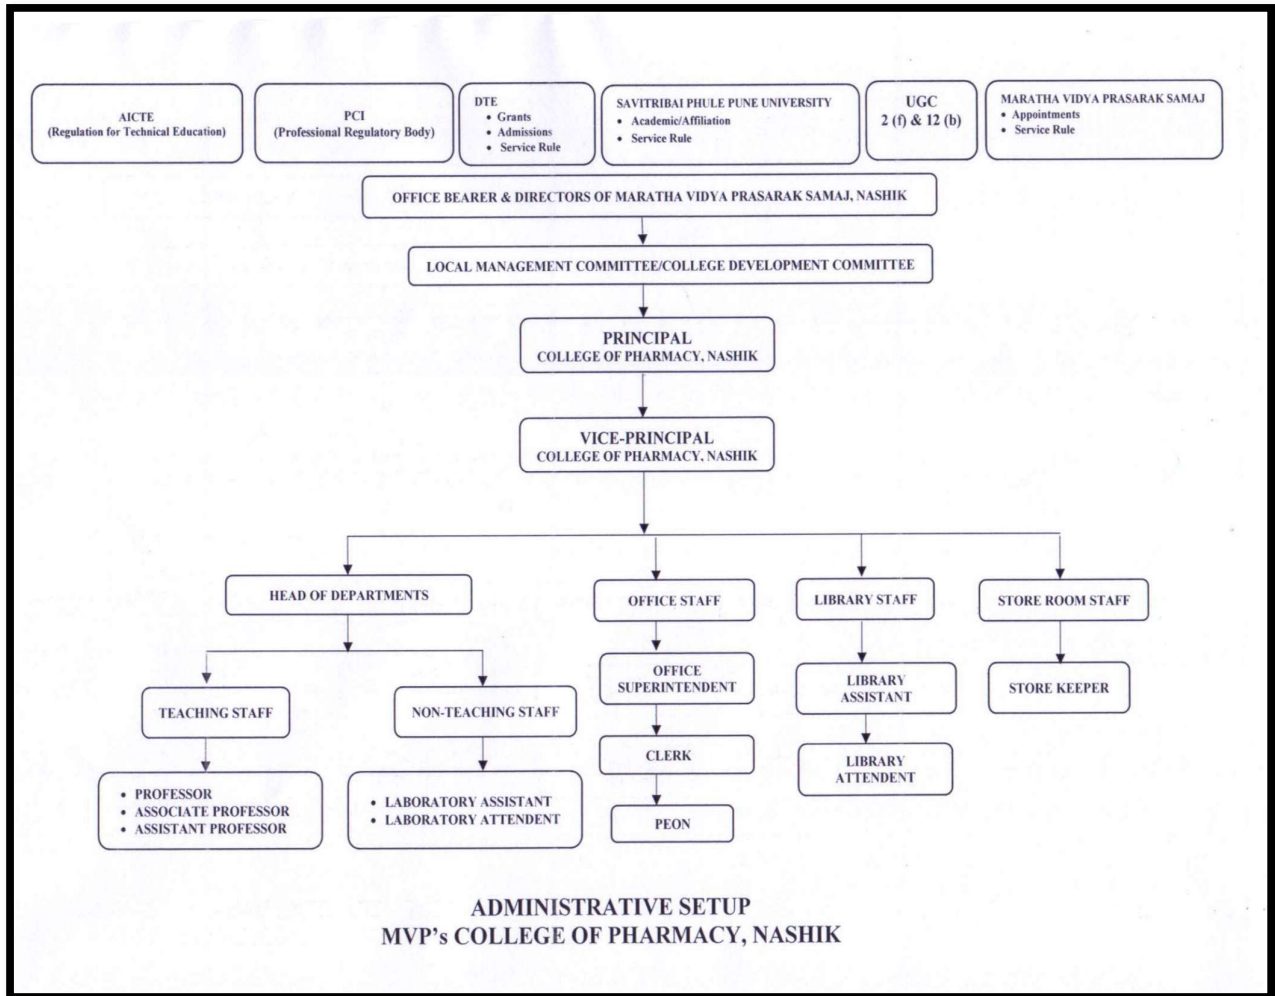 AICTE
(Regulation for Technical Education)
PCI
(Professional Regulatory Body)
DTE
• Grants
• Admissions
• Service Rule
SAVITRIBAI PHULE PUNE UNIVERSITY
• Academic/Affiliation
• Service Rule
UGC
2 (f) & 12 (b)
MARATHA VIDYA PRASARAK SAMAJ
• Appointments
• Service Rule
OFFICE BEARER & DIRECTORS OF MARATHA VIDYA PRASARAK SAMAJ, NASHIK
LOCAL MANAGEMENT COMMITTEE/COLLEGE DEVELOPMENT COMMITTEE
PRINCIPAL
COLLEGE OF PHARMACY, NASHIK
VICE-PRINCIPAL
COLLEGE OF PHARMACY, NASHIK
HEAD OF DEPARTMENTS
OFFICE STAFF
LIBRARY STAFF
STORE ROOM STAFF
TEACHING STAFF
NON-TEACHING STAFF
OFFICE
SUPERINTENDENT
LIBRARY
ASSISTANT
STORE KEEPER
CLERK
LIBRARY
ATTENDENT
• PROFESSOR
• ASSOCIATE PROFESSOR
• ASSISTANT PROFESSOR
• LABORATORY ASSISTANT
• LABORATORY ATTENDENT
PEON
ADMINISTRATIVE SETUP
MVP's COLLEGE OF PHARMACY, NASHIK